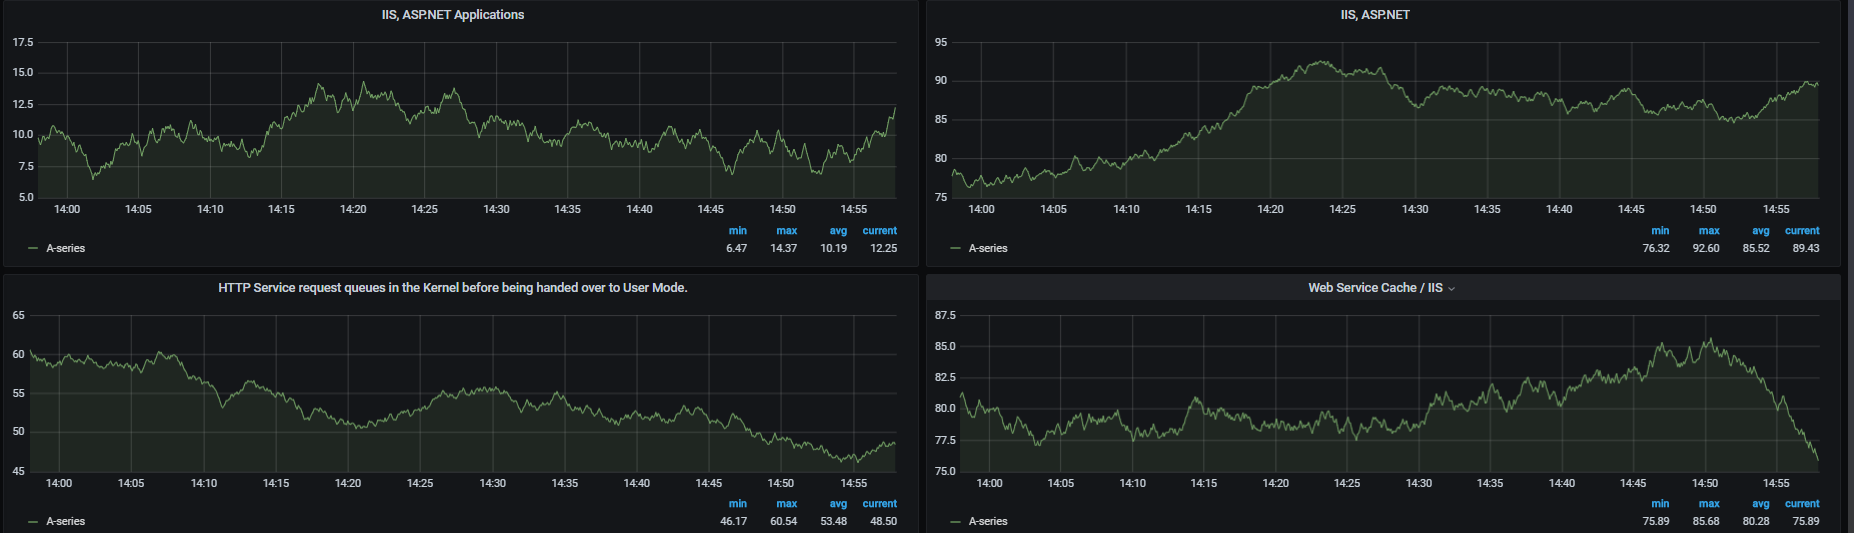 IIS, ASP.NET Applications
17.5
15.0
12.5
10.0
7.5
5.0
14:00 14:05 14:10 14:15 14:20 14:25 14:30 14:35 14:40 14:45 14:50 14:55
min max avg current
A-series 6.47 14.37 10.19 12.25
IIS, ASP.NET
95
90
85
80
75
14:00 14:05 14:10 14:15 14:20 14:25 14:30 14:35 14:40 14:45 14:50 14:55
min max avg current
A-series 76.32 92.60 85.52 89.43
HTTP Service request queues in the Kernel before being handed over to User Mode.
65
60
55
50
45
14:00 14:05 14:10 14:15 14:20 14:25 14:30 14:35 14:40 14:45 14:50 14:55
min max avg current
A-series 46.17 60.54 53.48 48.50
Web Service Cache / IIS
87.5
85.0
82.5
80.0
77.5
75.0
14:00 14:05 14:10 14:15 14:20 14:25 14:30 14:35 14:40 14:45 14:50 14:55
min max avg current
A-series 75.89 85.68 80.28 75.89